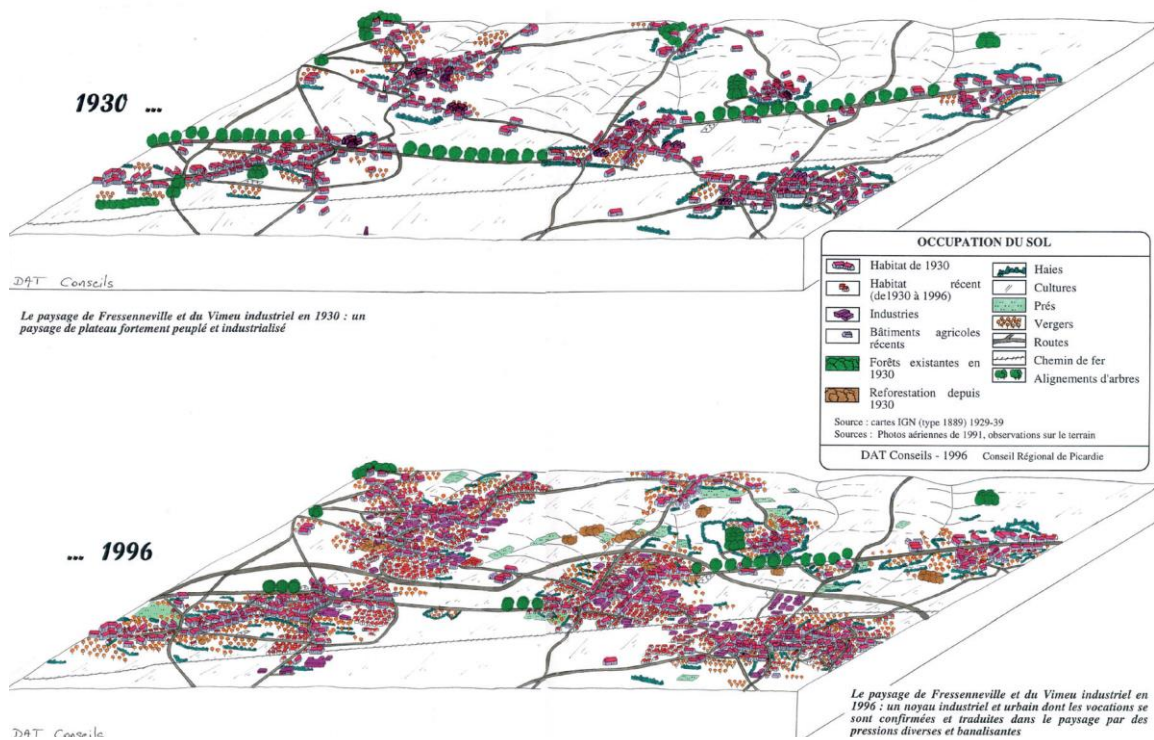 1930 ...
DAT Conseils
Le paysage de Fressenneville et du Vimeu industriel en 1930 : un
paysage de plateau fortement peuplé et industrialisé
OCCUPATION DU SOL
Habitat de 1930
Habitat récent
(de1930 à 1996)
Industries
Bâtiments agricoles
récents
Forêts existantes en
1930
Reforestation depuis
1930
Haies
Cultures
Prés
Vergers
Routes
Chemin de fer
Alignements d'arbres
Source : cartes IGN (type 1889) 1929-39
Sources : Photos aériennes de 1991, observations sur le terrain
DAT Conseils - 1996 Conseil Régional de Picardie
... 1996
DAT Conseils
Le paysage de Fressenneville et du Vimeu industriel en
1996 : un noyau industriel et urbain dont les vocations se
sont confirmées et traduites dans le paysage par des
pressions diverses et banalisantes